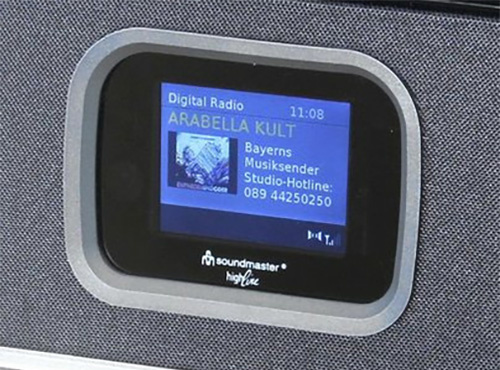 Digital Radio 11:08
ARABELLA KULT
Bayerns
Musiksender
Studio-Hotline:
089 44250250
soundmaster®
highline